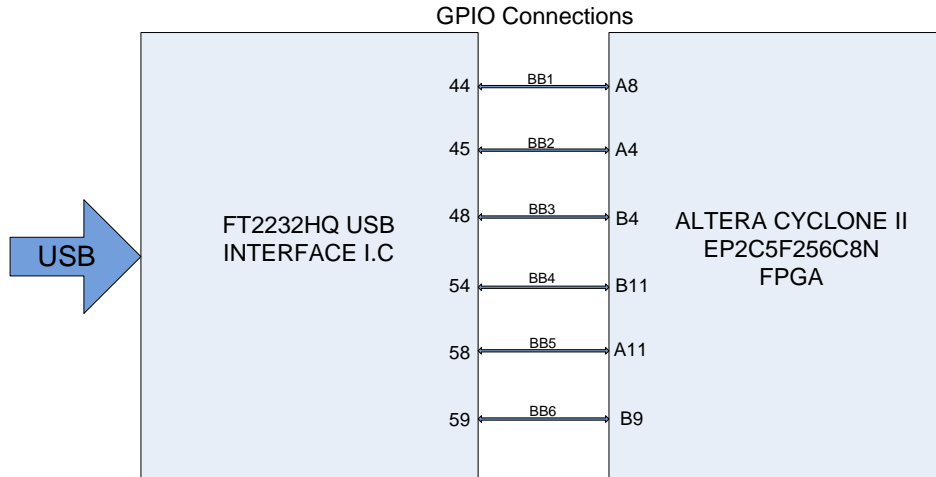 GPIO Connections
44 BB1 A8
45 BB2 A4
48 BB3 B4
USB
FT2232HQ USB
INTERFACE I.C
ALTERA CYCLONE II
EP2C5F256C8N
FPGA
54 BB4 B11
58 BB5 A11
59 BB6 B9